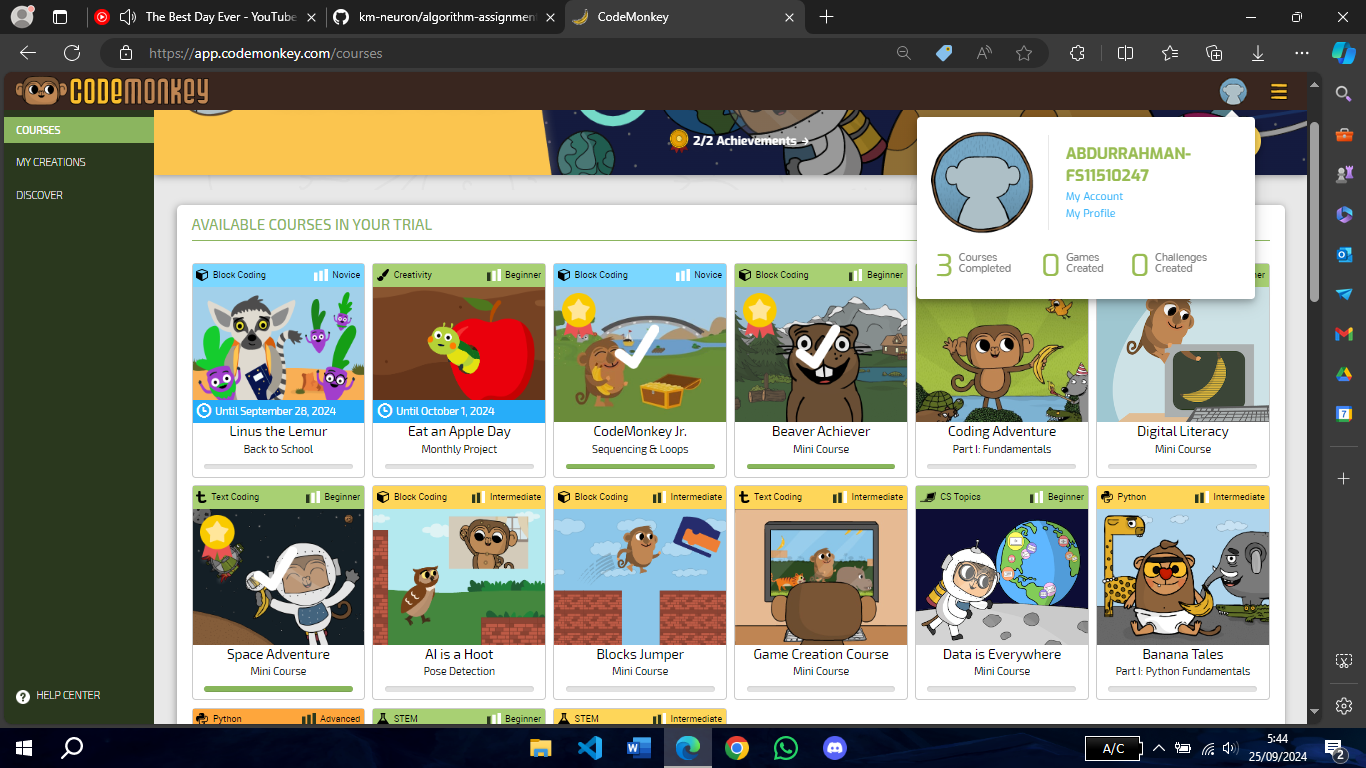 The Best Day Ever - YouTube
km-neuron/algorithm-assignmen
CodeMonkey
https://app.codemonkey.com/courses
CODEMONKEY
COURSES
MY CREATIONS
DISCOVER
HELP CENTER
2/2 Achievements →
ABDURRAHMAN-
FS11510247
My Account
My Profile
3 Courses Completed
0 Games Created
0 Challenges Created
AVAILABLE COURSES IN YOUR TRIAL
Block Coding Novice
Until September 28, 2024
Linus the Lemur
Back to School
Creativity Beginner
Until October 1, 2024
Eat an Apple Day
Monthly Project
Block Coding Novice
CodeMonkey Jr.
Sequencing & Loops
Block Coding Beginner
Beaver Achiever
Mini Course
Coding Adventure
Part I: Fundamentals
Digital Literacy
Mini Course
Text Coding Beginner
Space Adventure
Mini Course
Block Coding Intermediate
AI is a Hoot
Pose Detection
Block Coding Intermediate
Blocks Jumper
Mini Course
Text Coding Intermediate
Game Creation Course
Mini Course
CS Topics Beginner
Data is Everywhere
Mini Course
Python Intermediate
Banana Tales
Part I: Python Fundamentals
Python Advanced
STEM Beginner
STEM Intermediate
A/C
5:44
25/09/2024
2